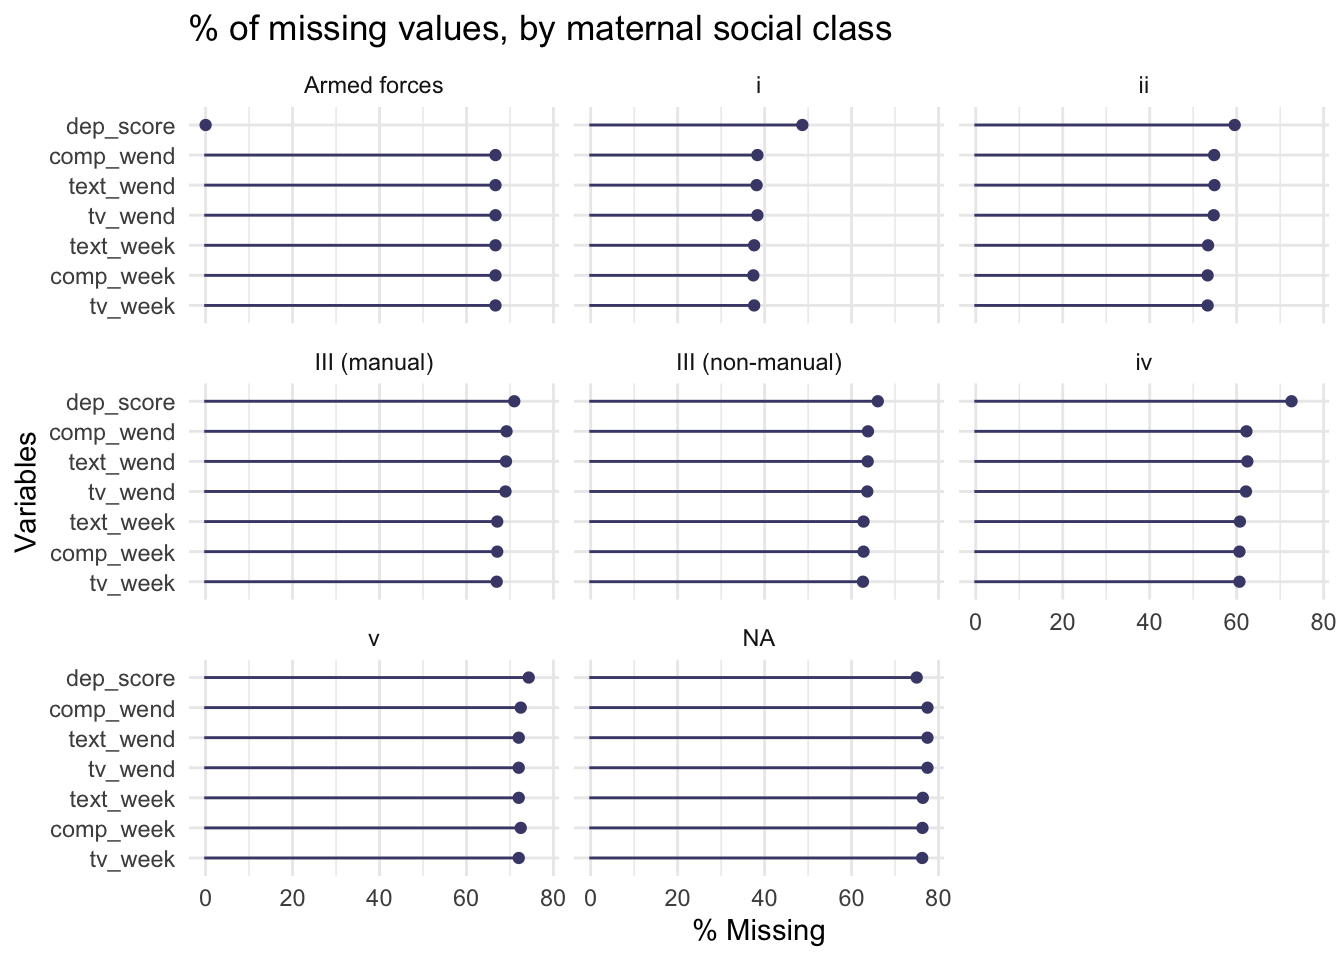 % of missing values, by maternal social class
Armed forces
i
ii
dep_score
comp_wend
text_wend
tv_wend
text_week
comp_week
tv_week
III (manual)
III (non-manual)
iv
Variables
dep_score
comp_wend
text_wend
tv_wend
text_week
comp_week
tv_week
0 20 40 60 80
v
NA
dep_score
comp_wend
text_wend
tv_wend
text_week
comp_week
tv_week
0 20 40 60 80
0 20 40 60 80
% Missing